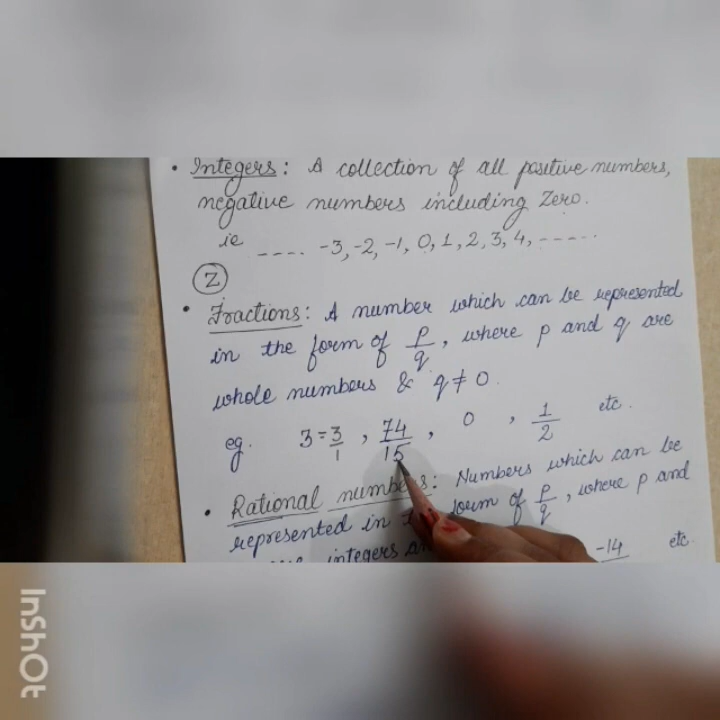 • Integers: A collection of all positive numbers,
negative numbers including Zero.
ie ---- -3, -2, -1, 0, 1, 2, 3, 4, -----
Z
• Fractions: A number which can be represented
in the form of p/q, where p and q are
whole numbers & q ≠ 0.
eg. 3=3/1, 74/15, 0, 1/2 etc.
• Rational numbers: Numbers which can be
represented in form of p/q, where p and
integers -14 etc.
InShOt